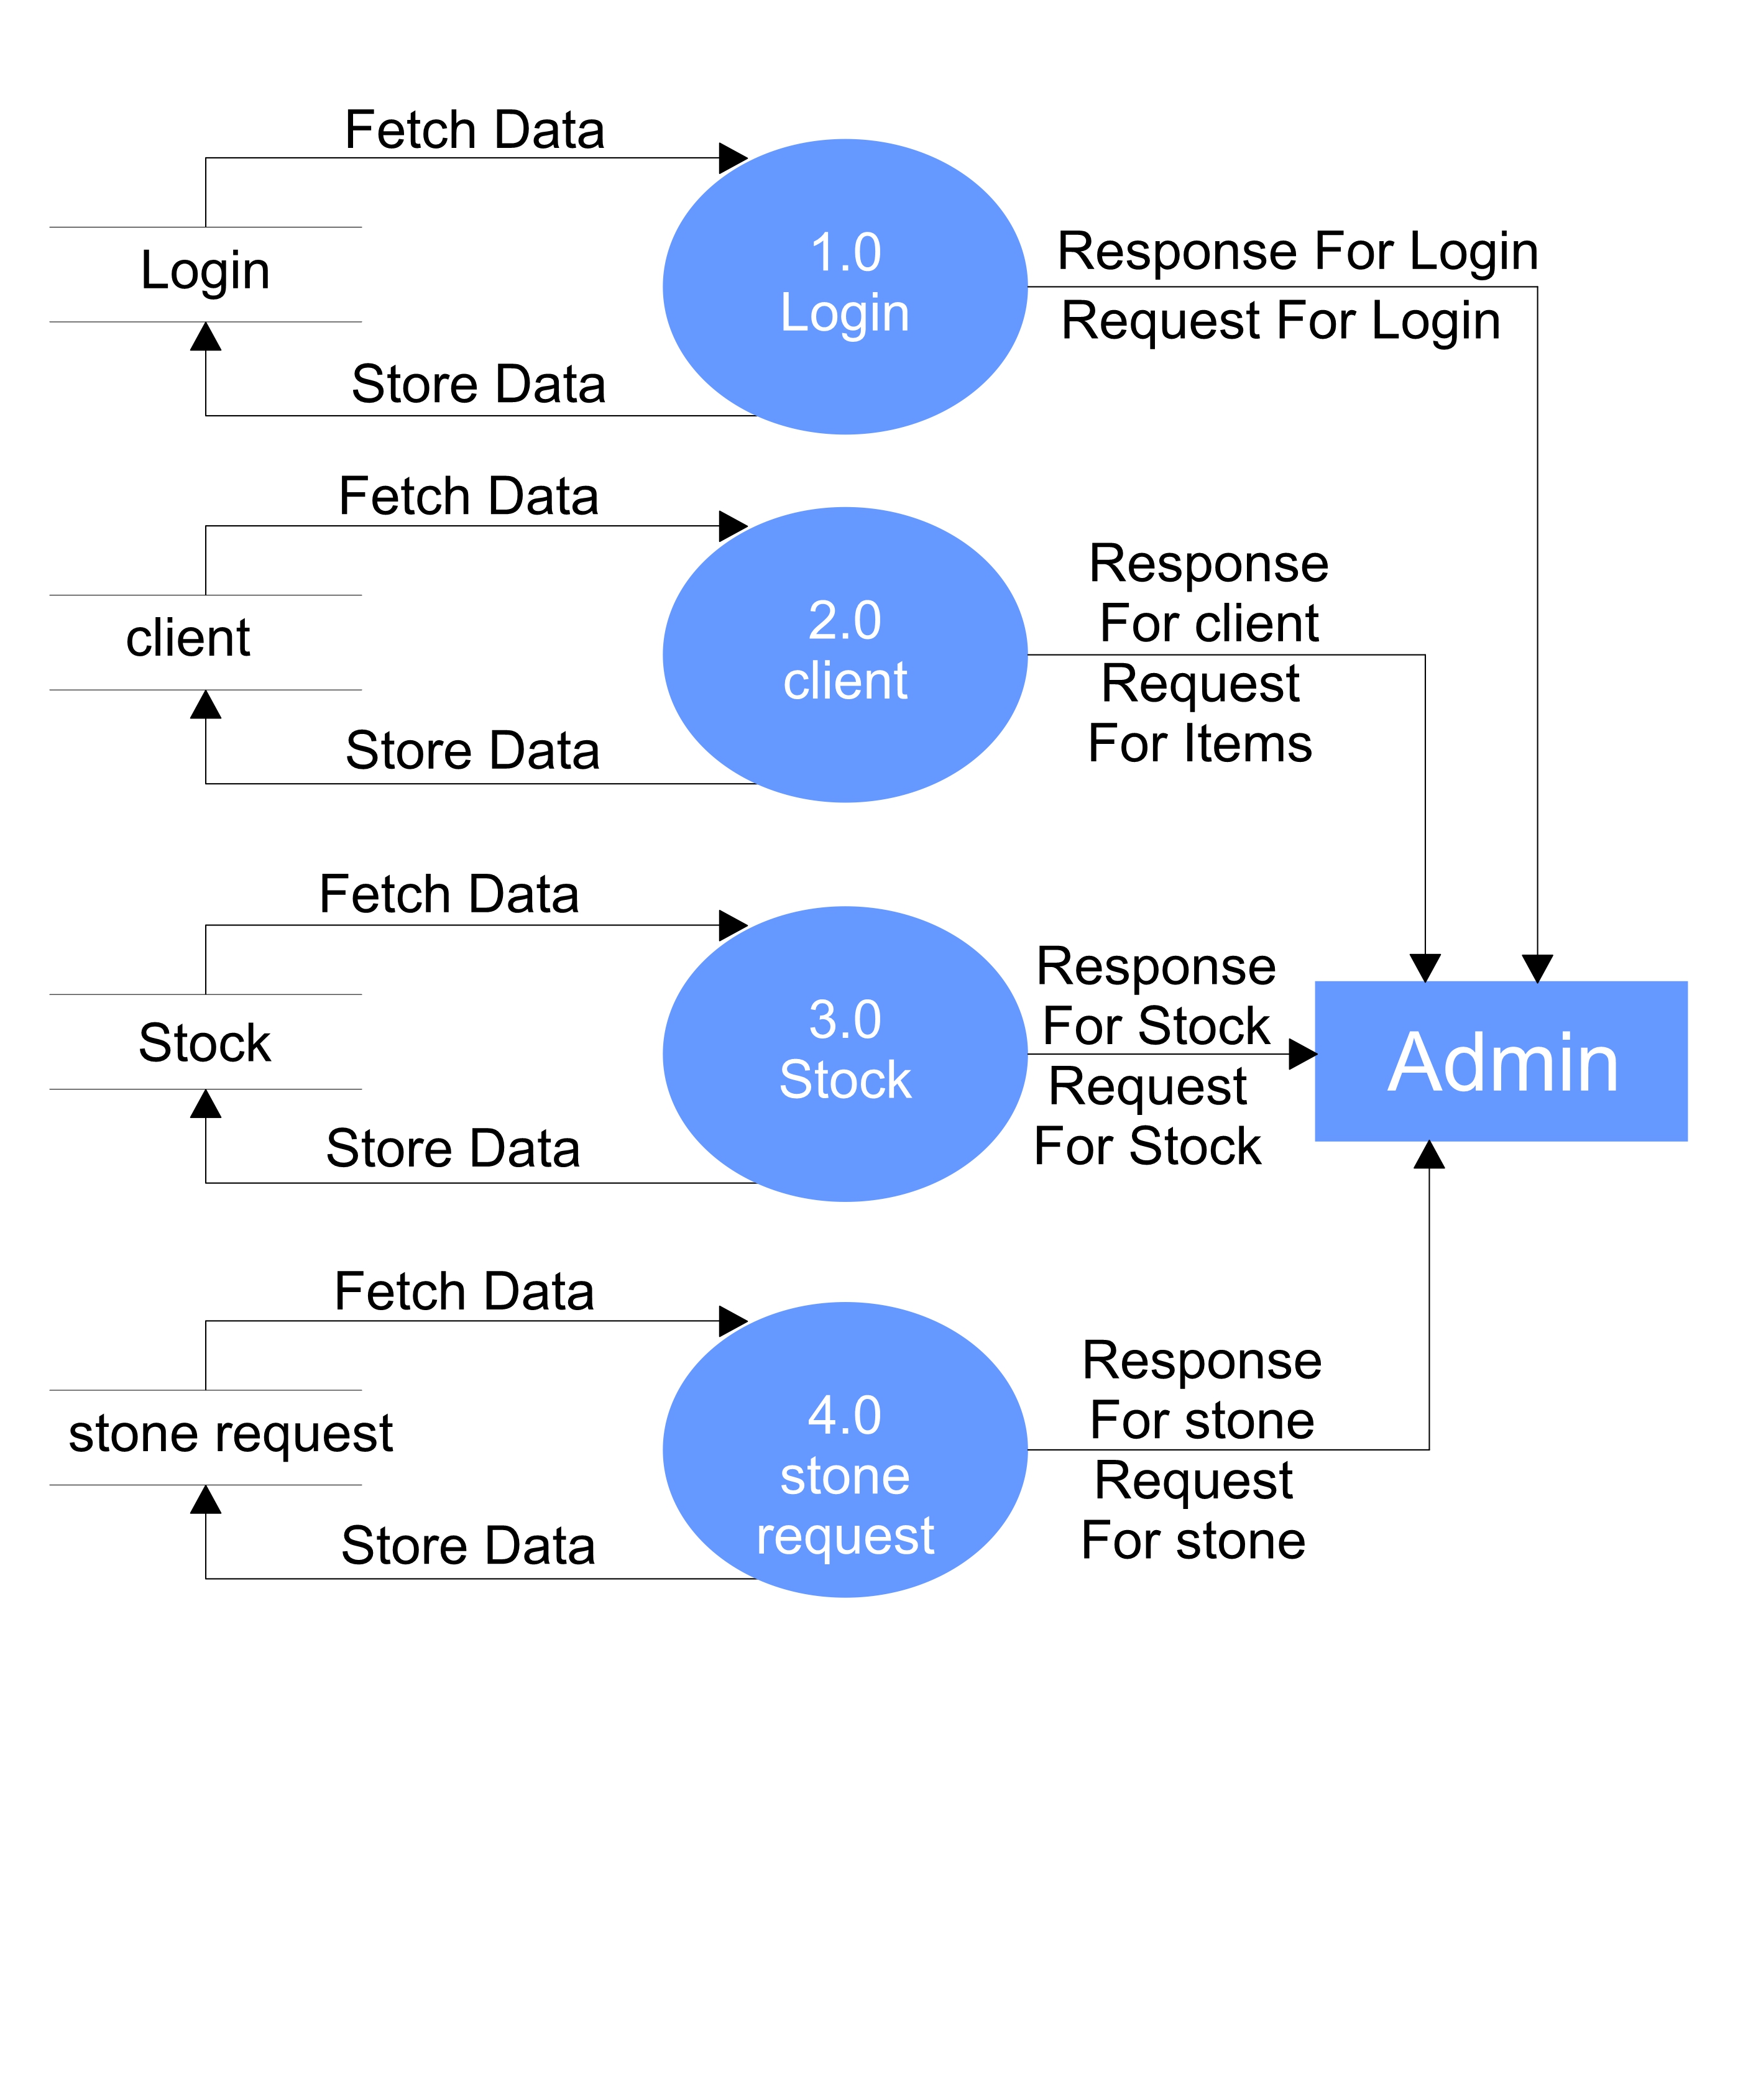 Fetch Data
Login
Store Data
1.0
Login
Response For Login
Request For Login
Fetch Data
client
Store Data
2.0
client
Response
For client
Request
For Items
Fetch Data
Stock
Store Data
3.0
Stock
Response
For Stock
Request
For Stock
Admin
Fetch Data
stone request
Store Data
4.0
stone
request
Response
For stone
Request
For stone